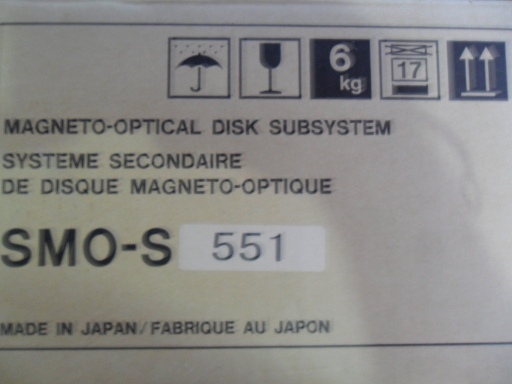 6
kg
17
MAGNETO-OPTICAL DISK SUBSYSTEM
SYSTEME SECONDAIRE
DE DISQUE MAGNETO-OPTIQUE
SMO-S 551
MADE IN JAPAN/FABRIQUE AU JAPON